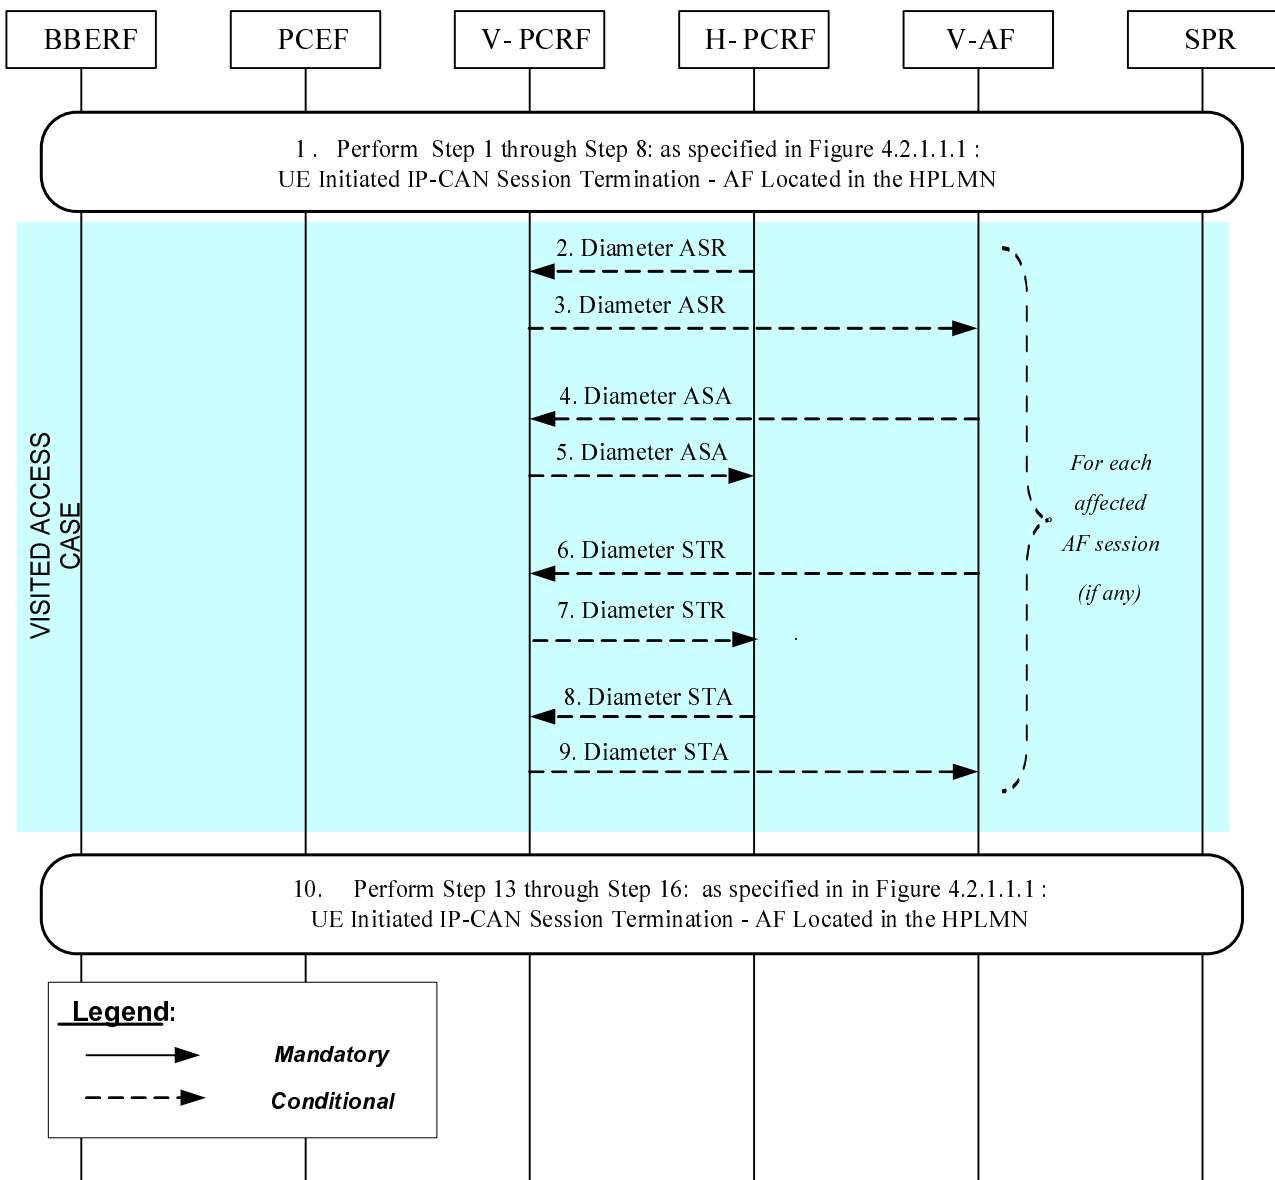 BBERF
PCEF
V- PCRF
H- PCRF
V-AF
SPR
1 . Perform Step 1 through Step 8: as specified in Figure 4.2.1.1.1 :
UE Initiated IP-CAN Session Termination - AF Located in the HPLMN
2. Diameter ASR
3. Diameter ASR
4. Diameter ASA
5. Diameter ASA
6. Diameter STR
7. Diameter STR
8. Diameter STA
9. Diameter STA
For each
affected
AF session
(if any)
VISITED ACCESS
CASE
10. Perform Step 13 through Step 16: as specified in in Figure 4.2.1.1.1 :
UE Initiated IP-CAN Session Termination - AF Located in the HPLMN
Legend:
Mandatory
Conditional